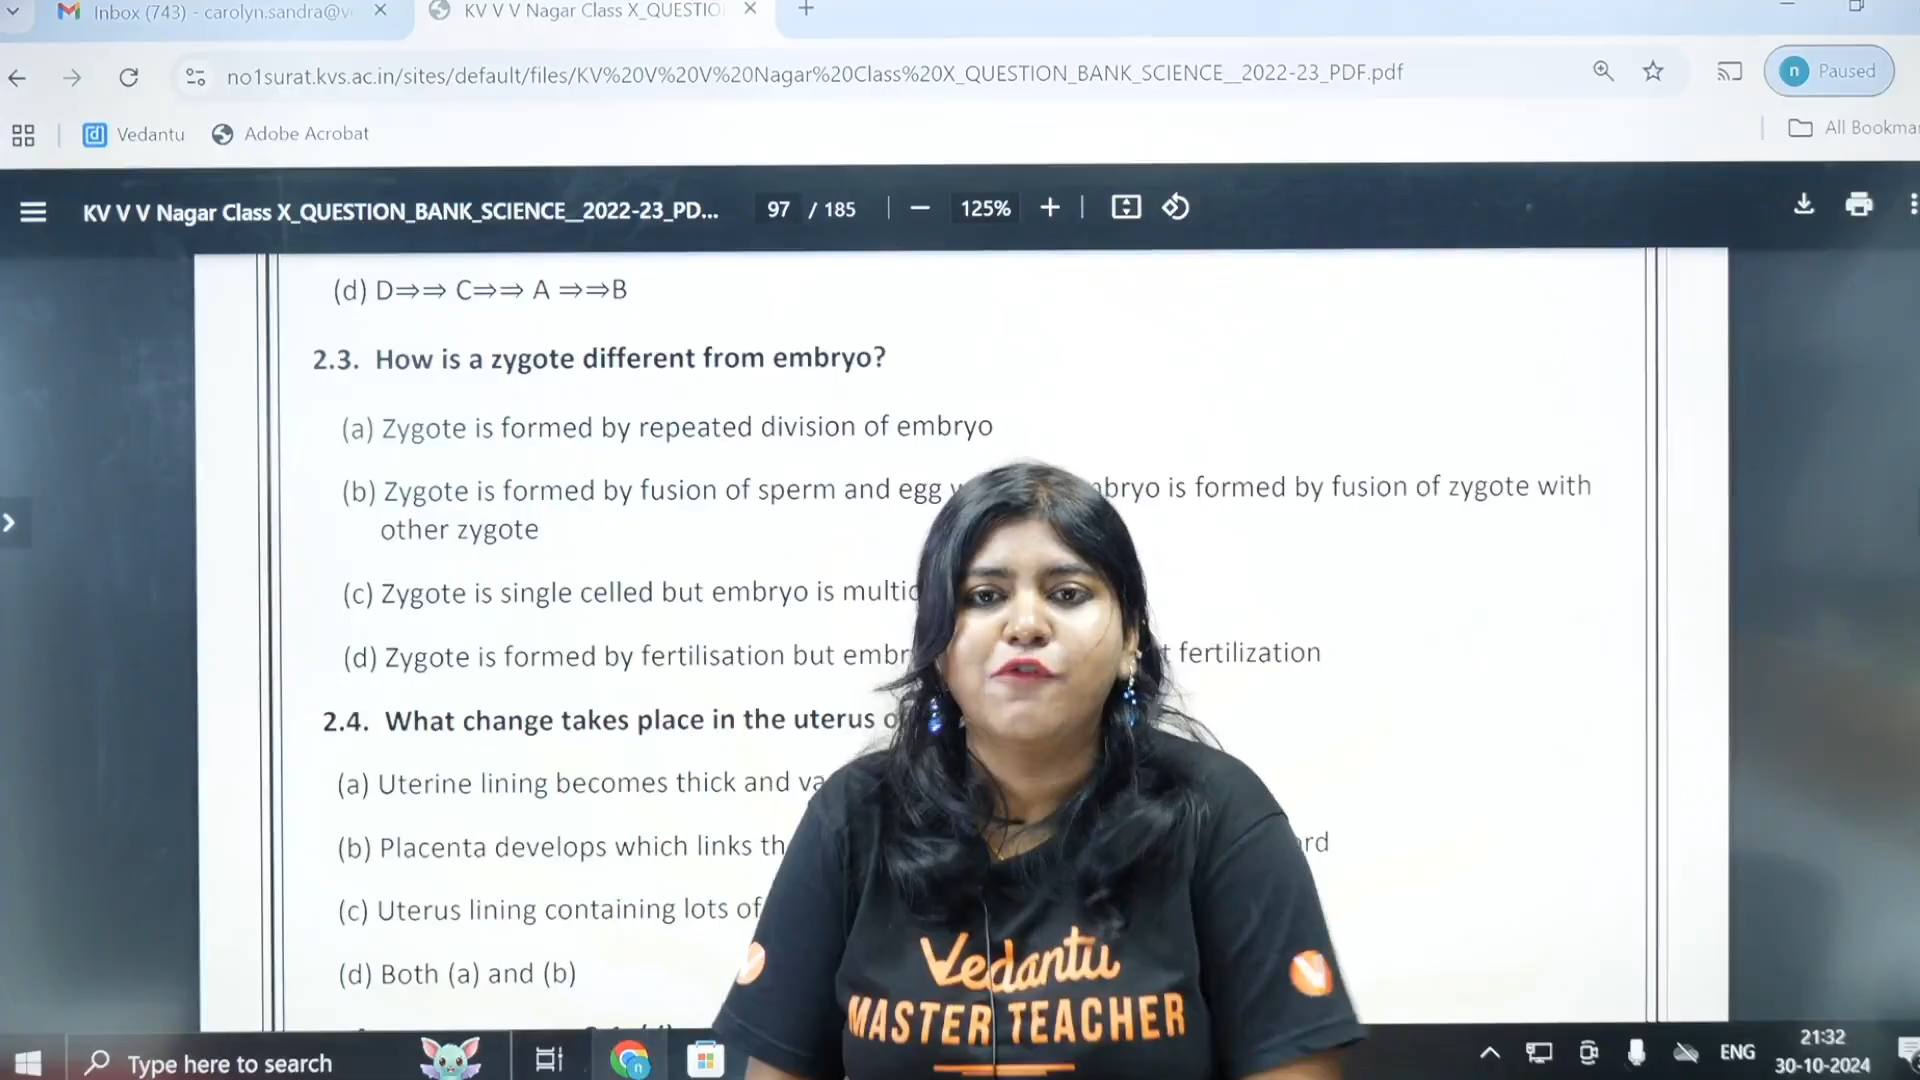 Inbox (743) - carolyn.sandra@v
KV V V Nagar Class X_QUESTIO
no1surat.kvs.ac.in/sites/default/files/KV%20V%20V%20Nagar%20Class%20X_QUESTION_BANK_SCIENCE__2022-23_PDF.pdf
n Paused
Vedantu
Adobe Acrobat
All Bookma
KV V V Nagar Class X_QUESTION_BANK_SCIENCE__2022-23_PD...
97 / 185
125%
(d) D⇒⇒ C⇒⇒ A ⇒⇒B
2.3. How is a zygote different from embryo?
(a) Zygote is formed by repeated division of embryo
(b) Zygote is formed by fusion of sperm and egg bryo is formed by fusion of zygote with
other zygote
(c) Zygote is single celled but embryo is multic
(d) Zygote is formed by fertilisation but embr t fertilization
2.4. What change takes place in the uterus o
(a) Uterine lining becomes thick and va
(b) Placenta develops which links th rd
(c) Uterus lining containing lots of
(d) Both (a) and (b)
Vedantu
MASTER TEACHER
Type here to search
n
ENG
21:32
30-10-2024